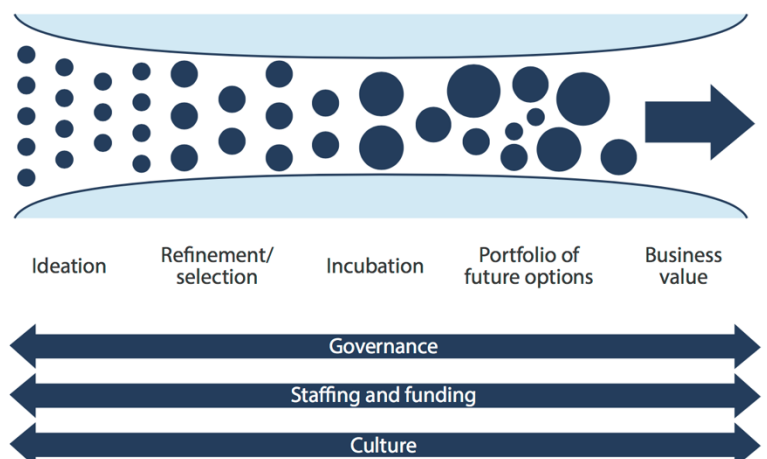 Ideation
Refinement/
selection
Incubation
Portfolio of
future options
Business
value
Governance
Staffing and funding
Culture